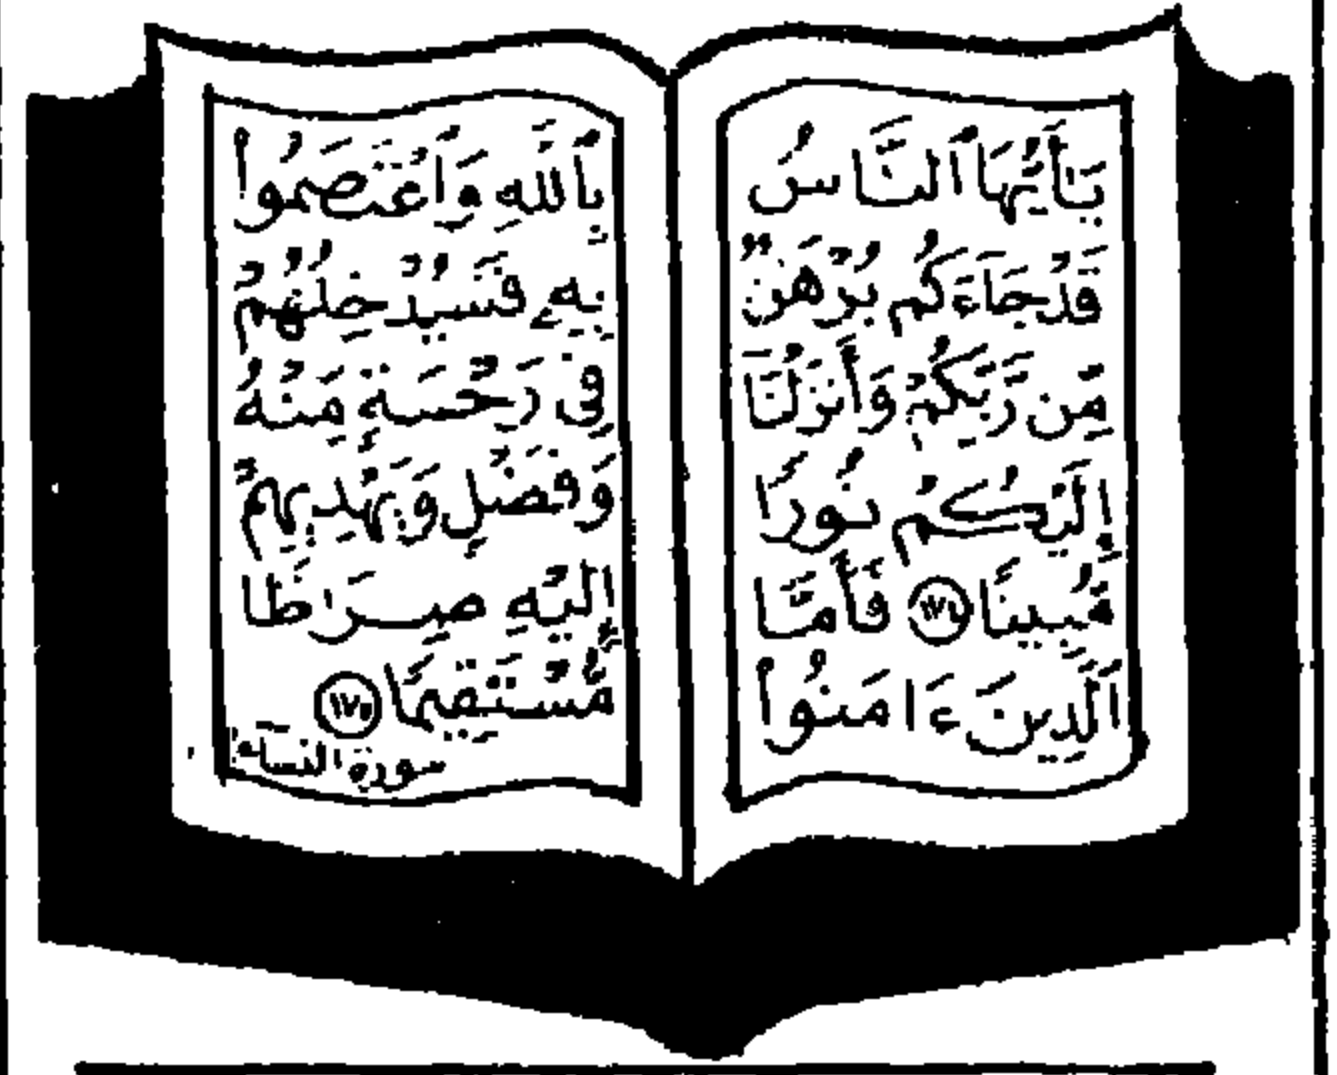 يَٰٓأَيُّهَا ٱلنَّاسُ
قَدْ جَآءَكُم بُرْهَٰنٌ
مِّن رَّبِّكُمْ وَأَنزَلْنَآ
إِلَيْكُمْ نُورًا
مُّبِينًا ١٧٤ فَأَمَّا
ٱلَّذِينَ ءَامَنُوا۟
بِٱللَّهِ وَٱعْتَصَمُوا۟
بِهِۦ فَسَيُدْخِلُهُمْ
فِى رَحْمَةٍ مِّنْهُ
وَفَضْلٍ وَيَهْدِيهِمْ
إِلَيْهِ صِرَٰطًا
مُّسْتَقِيمًا ١٧٥
سورة النساء